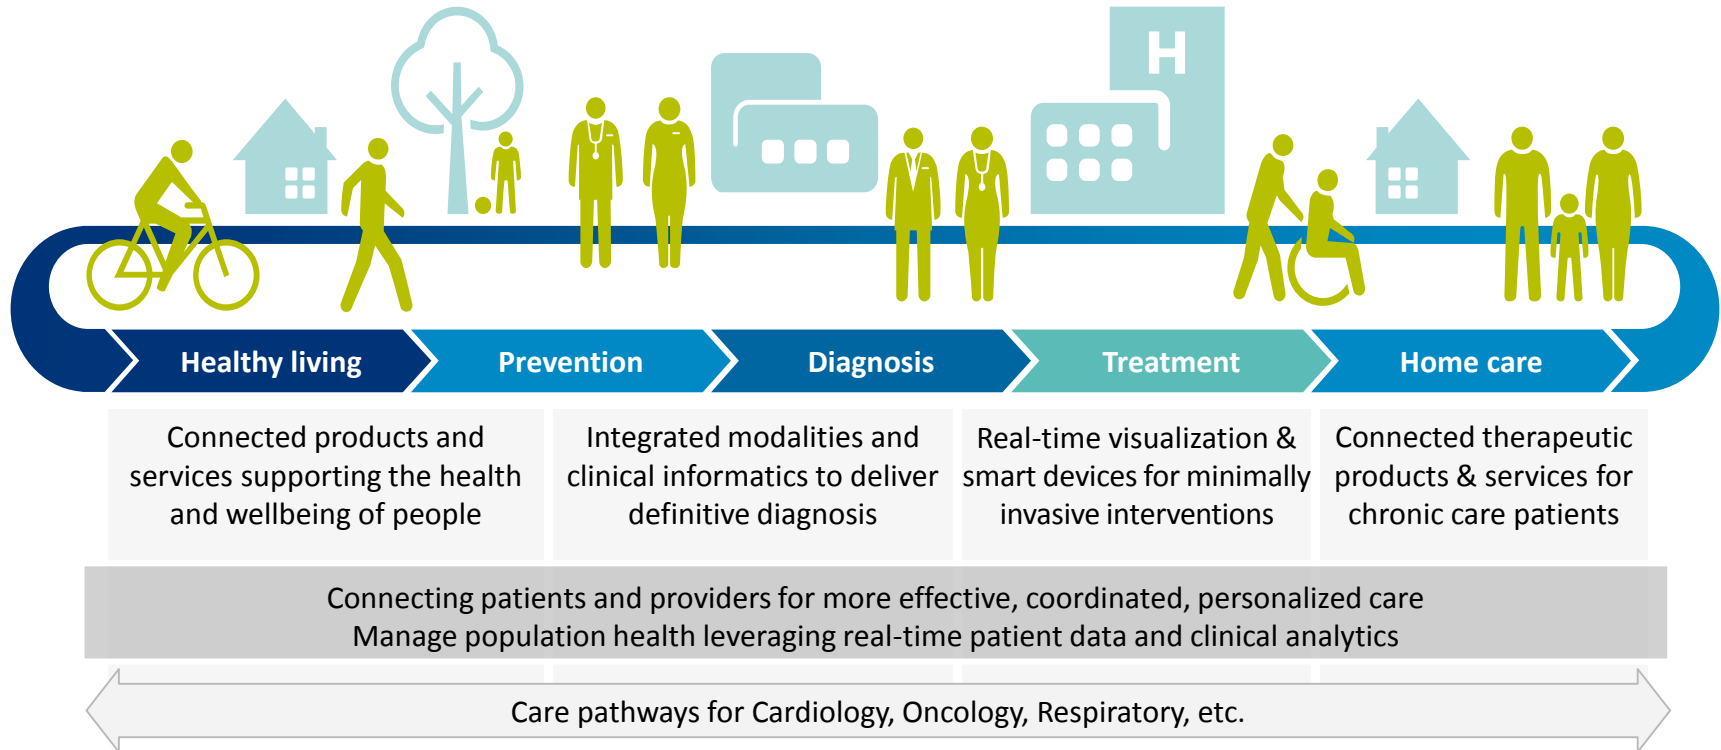 H
Healthy living
Prevention
Diagnosis
Treatment
Home care
Connected products and
services supporting the health
and wellbeing of people
Integrated modalities and
clinical informatics to deliver
definitive diagnosis
Real-time visualization &
smart devices for minimally
invasive interventions
Connected therapeutic
products & services for
chronic care patients
Connecting patients and providers for more effective, coordinated, personalized care
Manage population health leveraging real-time patient data and clinical analytics
Care pathways for Cardiology, Oncology, Respiratory, etc.